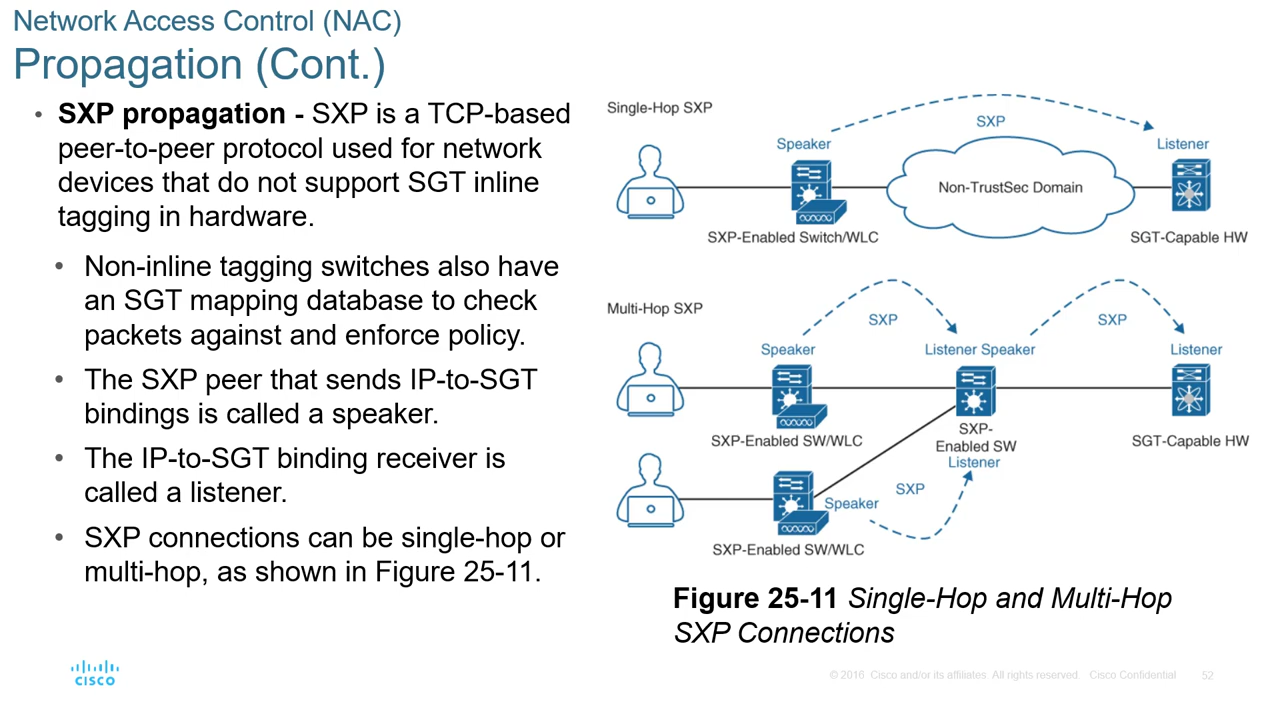 Network Access Control (NAC)
Propagation (Cont.)
• SXP propagation - SXP is a TCP-based
peer-to-peer protocol used for network
devices that do not support SGT inline
tagging in hardware.
• Non-inline tagging switches also have
an SGT mapping database to check
packets against and enforce policy.
• The SXP peer that sends IP-to-SGT
bindings is called a speaker.
• The IP-to-SGT binding receiver is
called a listener.
• SXP connections can be single-hop or
multi-hop, as shown in Figure 25-11.
Single-Hop SXP
SXP
Speaker
Listener
Non-TrustSec Domain
SXP-Enabled Switch/WLC
SGT-Capable HW
Multi-Hop SXP
SXP
SXP
Speaker
Listener Speaker
Listener
SXP-Enabled SW/WLC
SXP-
Enabled SW
SGT-Capable HW
Listener
SXP
Speaker
SXP-Enabled SW/WLC
Figure 25-11 Single-Hop and Multi-Hop
SXP Connections
CISCO
© 2016 Cisco and/or its affiliates. All rights reserved. Cisco Confidential
52